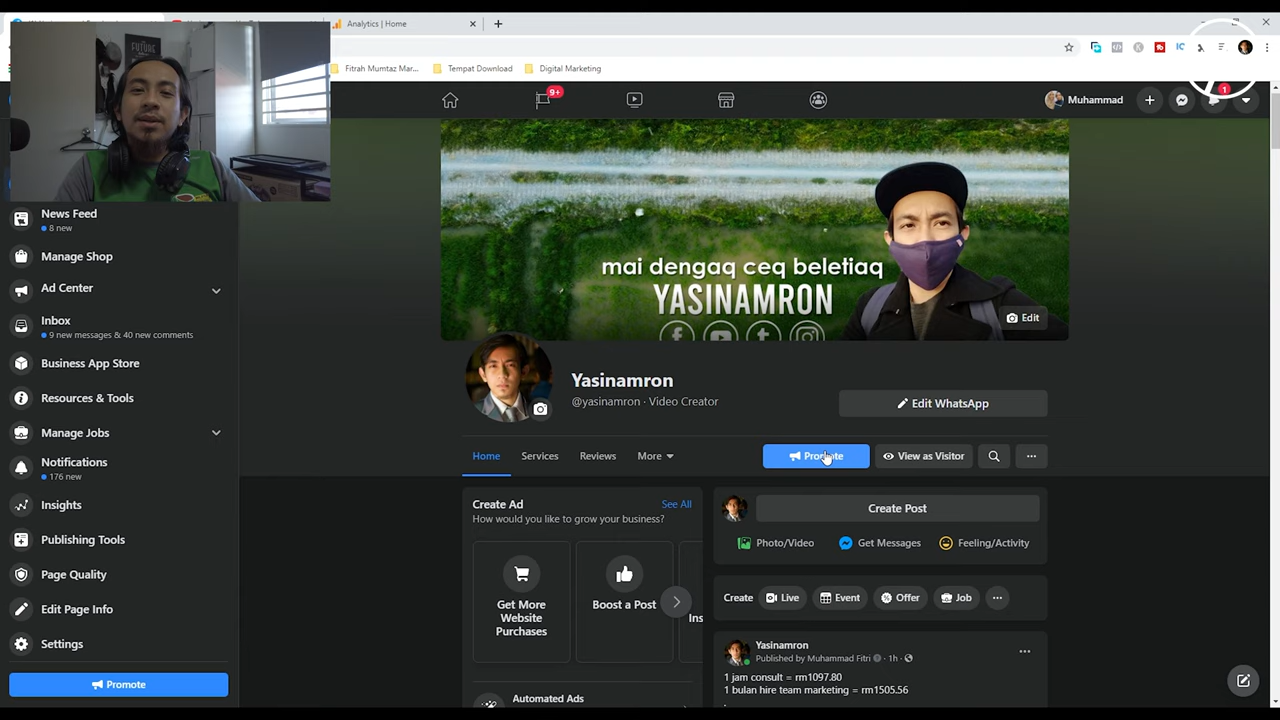 Analytics | Home
Fitrah Mumtaz Mar...
Tempat Download
Digital Marketing
FUTURE
9+
Muhammad
1
mai dengaq ceq beletiaq
YASINAMRON
Edit
News Feed
8 new
Manage Shop
Ad Center
Inbox
9 new messages & 40 new comments
Business App Store
Resources & Tools
Manage Jobs
Notifications
176 new
Insights
Publishing Tools
Page Quality
Edit Page Info
Settings
Promote
Yasinamron
@yasinamron · Video Creator
Edit WhatsApp
Home
Services
Reviews
More
Promote
View as Visitor
Create Ad
See All
How would you like to grow your business?
Get More
Website
Purchases
Boost a Post
Ins
Automated Ads
Create Post
Photo/Video
Get Messages
Feeling/Activity
Create
Live
Event
Offer
Job
Yasinamron
Published by Muhammad Fitri
· 1h ·
1 jam consult = rm1097.80
1 bulan hire team marketing = rm1505.56
.